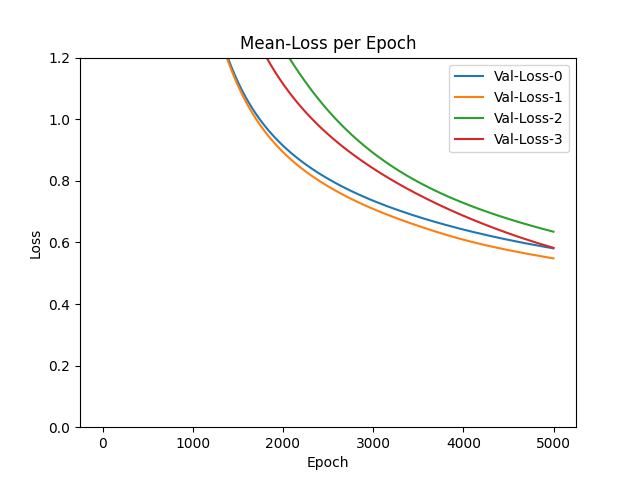 Mean-Loss per Epoch
Val-Loss-0
Val-Loss-1
Val-Loss-2
Val-Loss-3
Loss
1.2
1.0
0.8
0.6
0.4
0.2
0.0
0 1000 2000 3000 4000 5000
Epoch